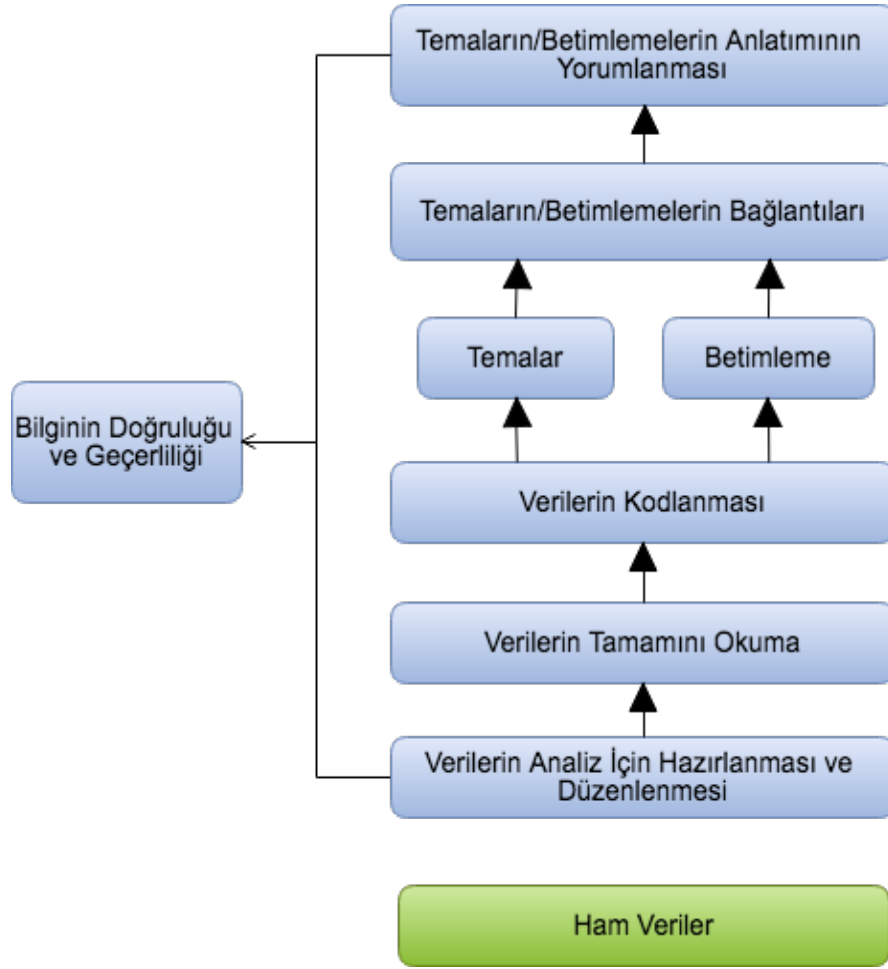 Temaların/Betimlemelerin Anlatımının
Yorumlanması
Temaların/Betimlemelerin Bağlantıları
Temalar
Betimleme
Bilginin Doğruluğu
ve Geçerliliği
Verilerin Kodlanması
Verilerin Tamamını Okuma
Verilerin Analiz İçin Hazırlanması ve
Düzenlenmesi
Ham Veriler